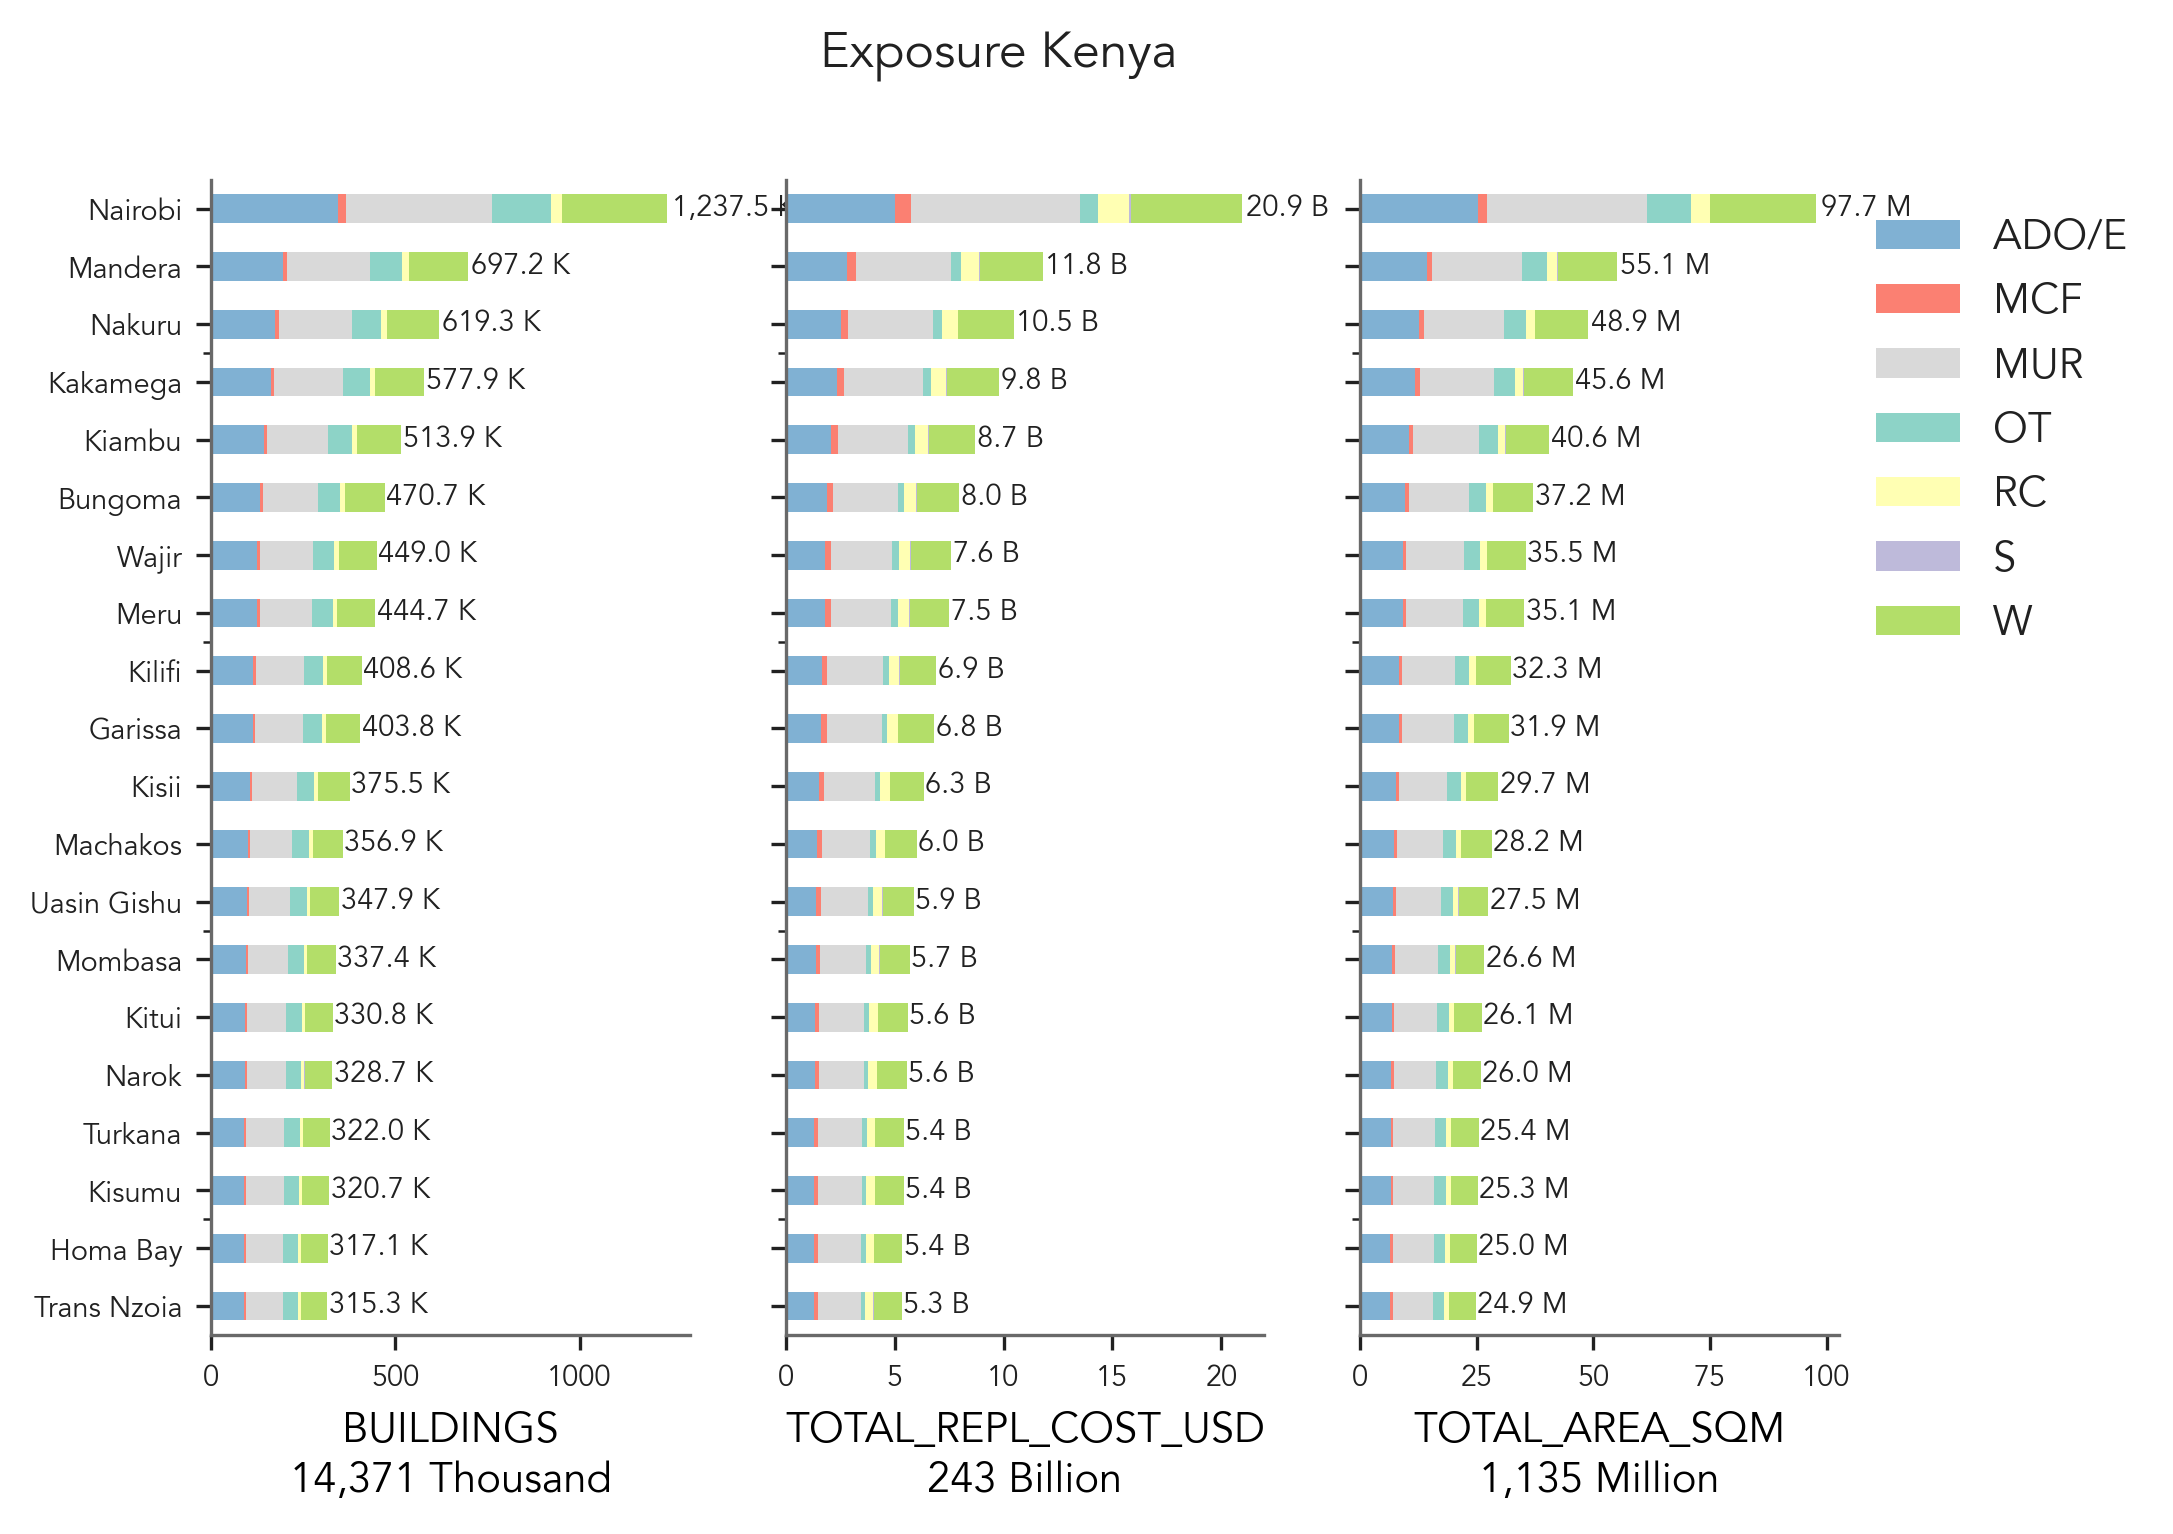 Exposure Kenya
Nairobi 1,237.5 20.9 B 97.7 M
Mandera 697.2 K 11.8 B 55.1 M
Nakuru 619.3 K 10.5 B 48.9 M
Kakamega 577.9 K 9.8 B 45.6 M
Kiambu 513.9 K 8.7 B 40.6 M
Bungoma 470.7 K 8.0 B 37.2 M
Wajir 449.0 K 7.6 B 35.5 M
Meru 444.7 K 7.5 B 35.1 M
Kilifi 408.6 K 6.9 B 32.3 M
Garissa 403.8 K 6.8 B 31.9 M
Kisii 375.5 K 6.3 B 29.7 M
Machakos 356.9 K 6.0 B 28.2 M
Uasin Gishu 347.9 K 5.9 B 27.5 M
Mombasa 337.4 K 5.7 B 26.6 M
Kitui 330.8 K 5.6 B 26.1 M
Narok 328.7 K 5.6 B 26.0 M
Turkana 322.0 K 5.4 B 25.4 M
Kisumu 320.7 K 5.4 B 25.3 M
Homa Bay 317.1 K 5.4 B 25.0 M
Trans Nzoia 315.3 K 5.3 B 24.9 M
0 500 1000
BUILDINGS
14,371 Thousand
0 5 10 15 20
TOTAL_REPL_COST_USD
243 Billion
0 25 50 75 100
TOTAL_AREA_SQM
1,135 Million
ADO/E
MCF
MUR
OT
RC
S
W